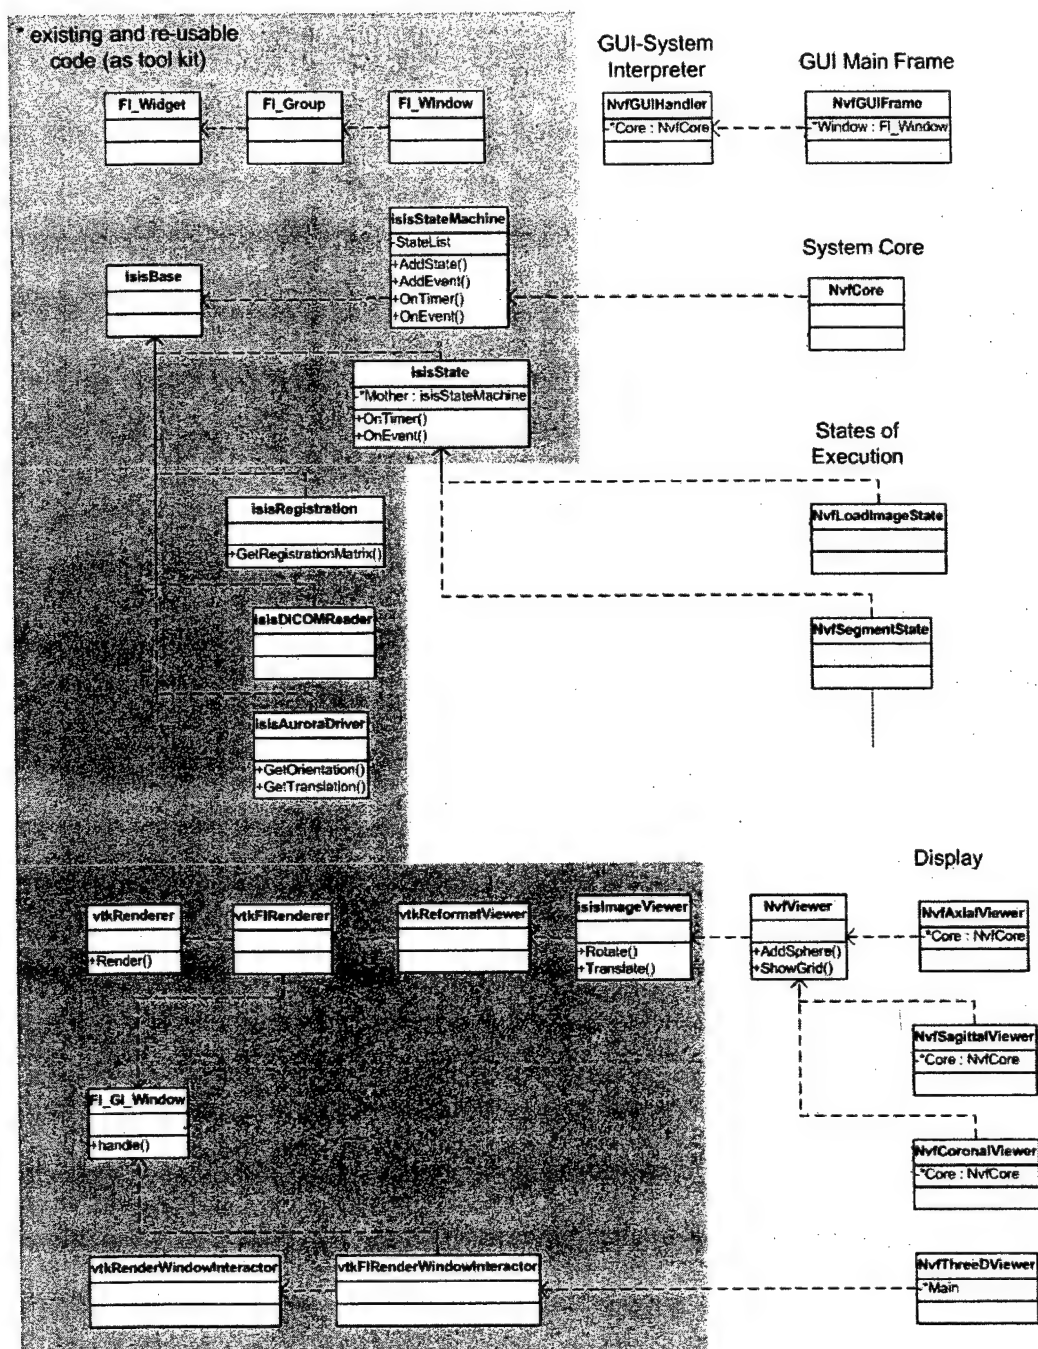 * existing and re-usable
code (as tool kit)
GUI-System
Interpreter
GUI Main Frame
Fl_Widget
Fl_Group
Fl_Window
NvfGUIHandler
-*Core : NvfCore
NvfGUIFrame
-*Window : Fl_Window
isisStateMachine
-StateList
+AddState()
+AddEvent()
+OnTimer()
+OnEvent()
System Core
isisBase
NvfCore
isisState
-*Mother : isisStateMachine
+OnTimer()
+OnEvent()
States of
Execution
isisRegistration
+GetRegistrationMatrix()
NvfLoadImageState
isisDICOMReader
NvfSegmentState
isisAuroraDriver
+GetOrientation()
+GetTranslation()
Display
vtkRenderer
+Render()
vtkFlRenderer
vtkReformatViewer
isisImageViewer
+Rotate()
+Translate()
NvfViewer
+AddSphere()
+ShowGrid()
NvfAxialViewer
-*Core : NvfCore
NvfSagittalViewer
-*Core : NvfCore
Fl_Gl_Window
+handle()
NvfCoronalViewer
-*Core : NvfCore
vtkRenderWindowInteractor
vtkFlRenderWindowInteractor
NvfThreeDViewer
-*Main